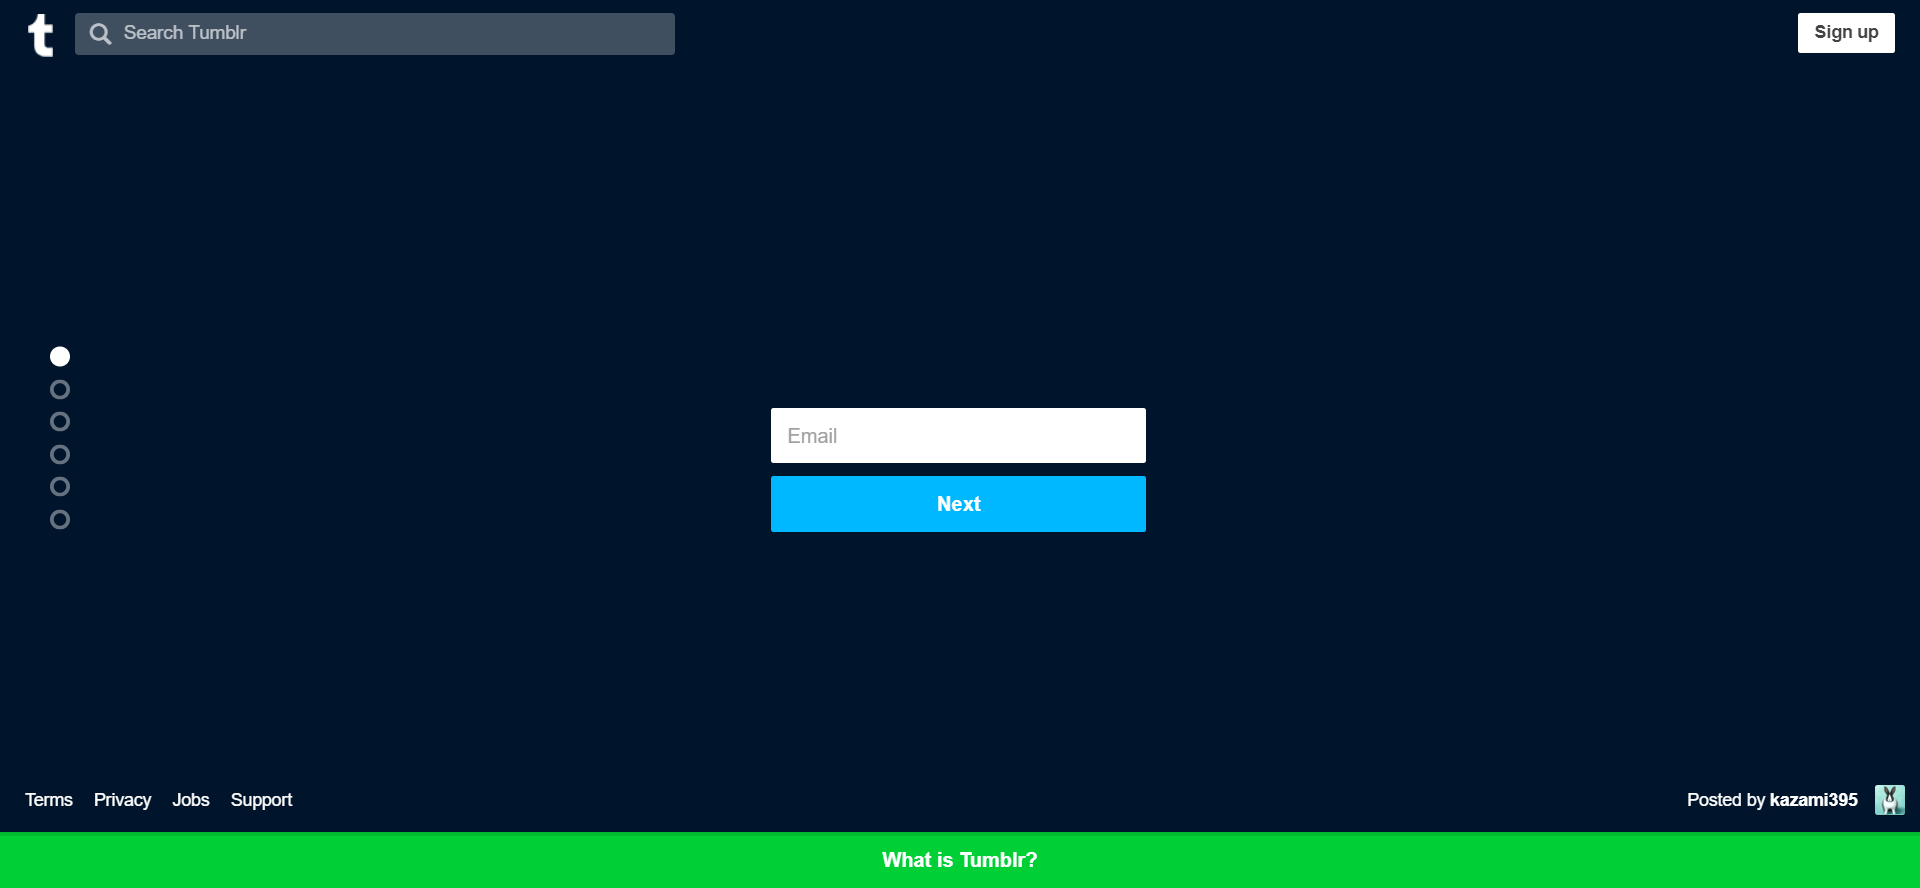 t
Search Tumblr
Sign up
Email
Next
Terms Privacy Jobs Support
Posted by kazami395
What is Tumblr?